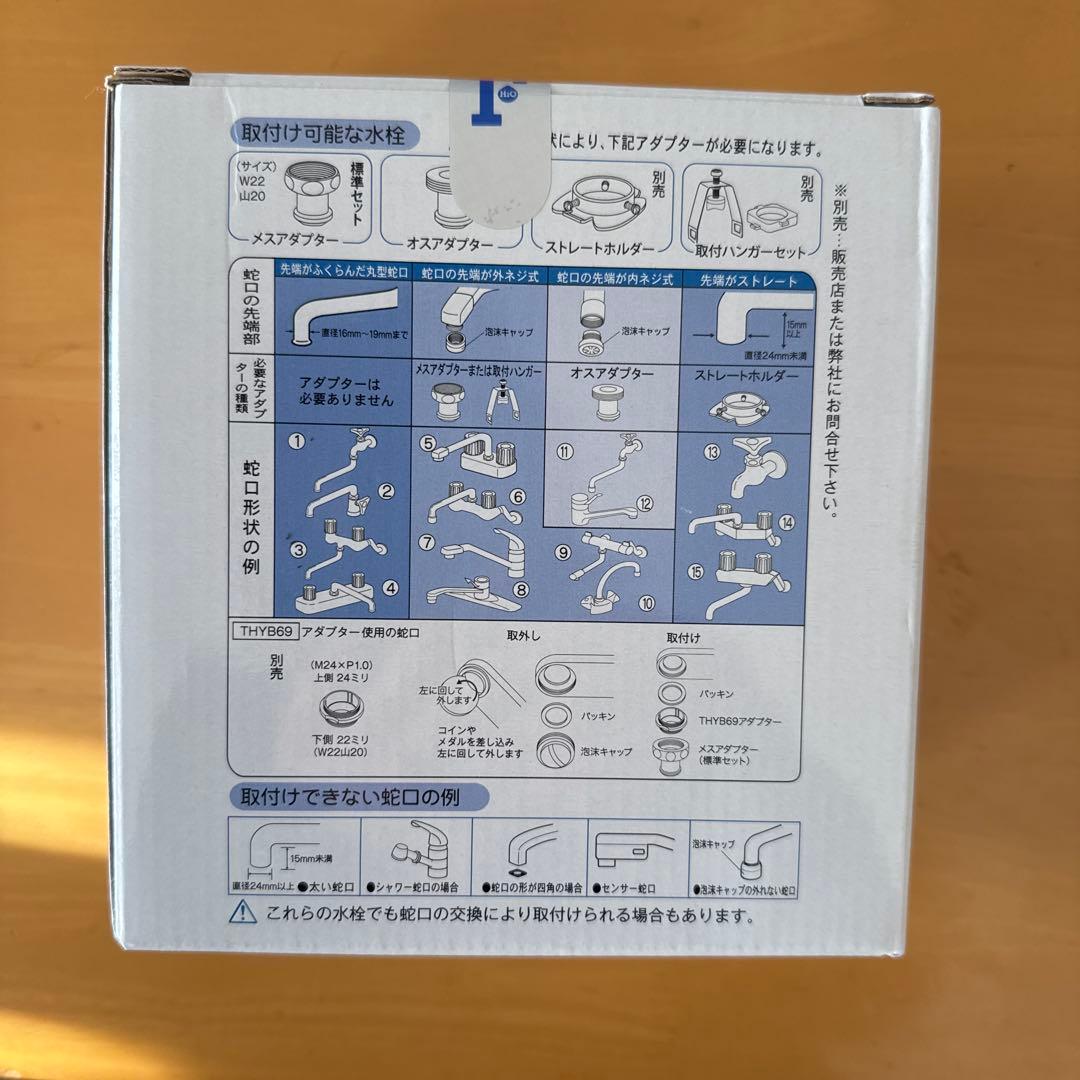 HiO
取付け可能な水栓
により、下記アダプターが必要になります。
(サイズ)
W22
山20
標準セット
メスアダプター
オスアダプター
別売
ストレートホルダー
別売
取付ハンガーセット
※別売…販売店または弊社にお問合せ下さい。
蛇口の先端部
先端がふくらんだ丸型蛇口
蛇口の先端が外ネジ式
蛇口の先端が内ネジ式
先端がストレート
直径16mm〜19mmまで
泡沫キャップ
泡沫キャップ
15mm
以上
直径24mm未満
必要なアダプ
ターの種類
アダプターは
必要ありません
メスアダプターまたは取付ハンガー
オスアダプター
ストレートホルダー
蛇口形状の例
①
②
③
④
⑤
⑥
⑦
⑧
⑪
⑫
⑨
⑩
⑬
⑭
⑮
THYB69 アダプター使用の蛇口
別売
(M24×P1.0)
上側 24ミリ
下側 22ミリ
(W22山20)
取外し
左に回して
外します
コインや
メダルを差し込み
左に回して外します
パッキン
泡沫キャップ
取付け
パッキン
THYB69アダプター
メスアダプター
(標準セット)
取付けできない蛇口の例
15mm未満
直径24mm以上
●太い蛇口
●シャワー蛇口の場合
●蛇口の形が四角の場合
●センサー蛇口
泡沫キャップ
●泡沫キャップの外れない蛇口
これらの水栓でも蛇口の交換により取付けられる場合もあります。